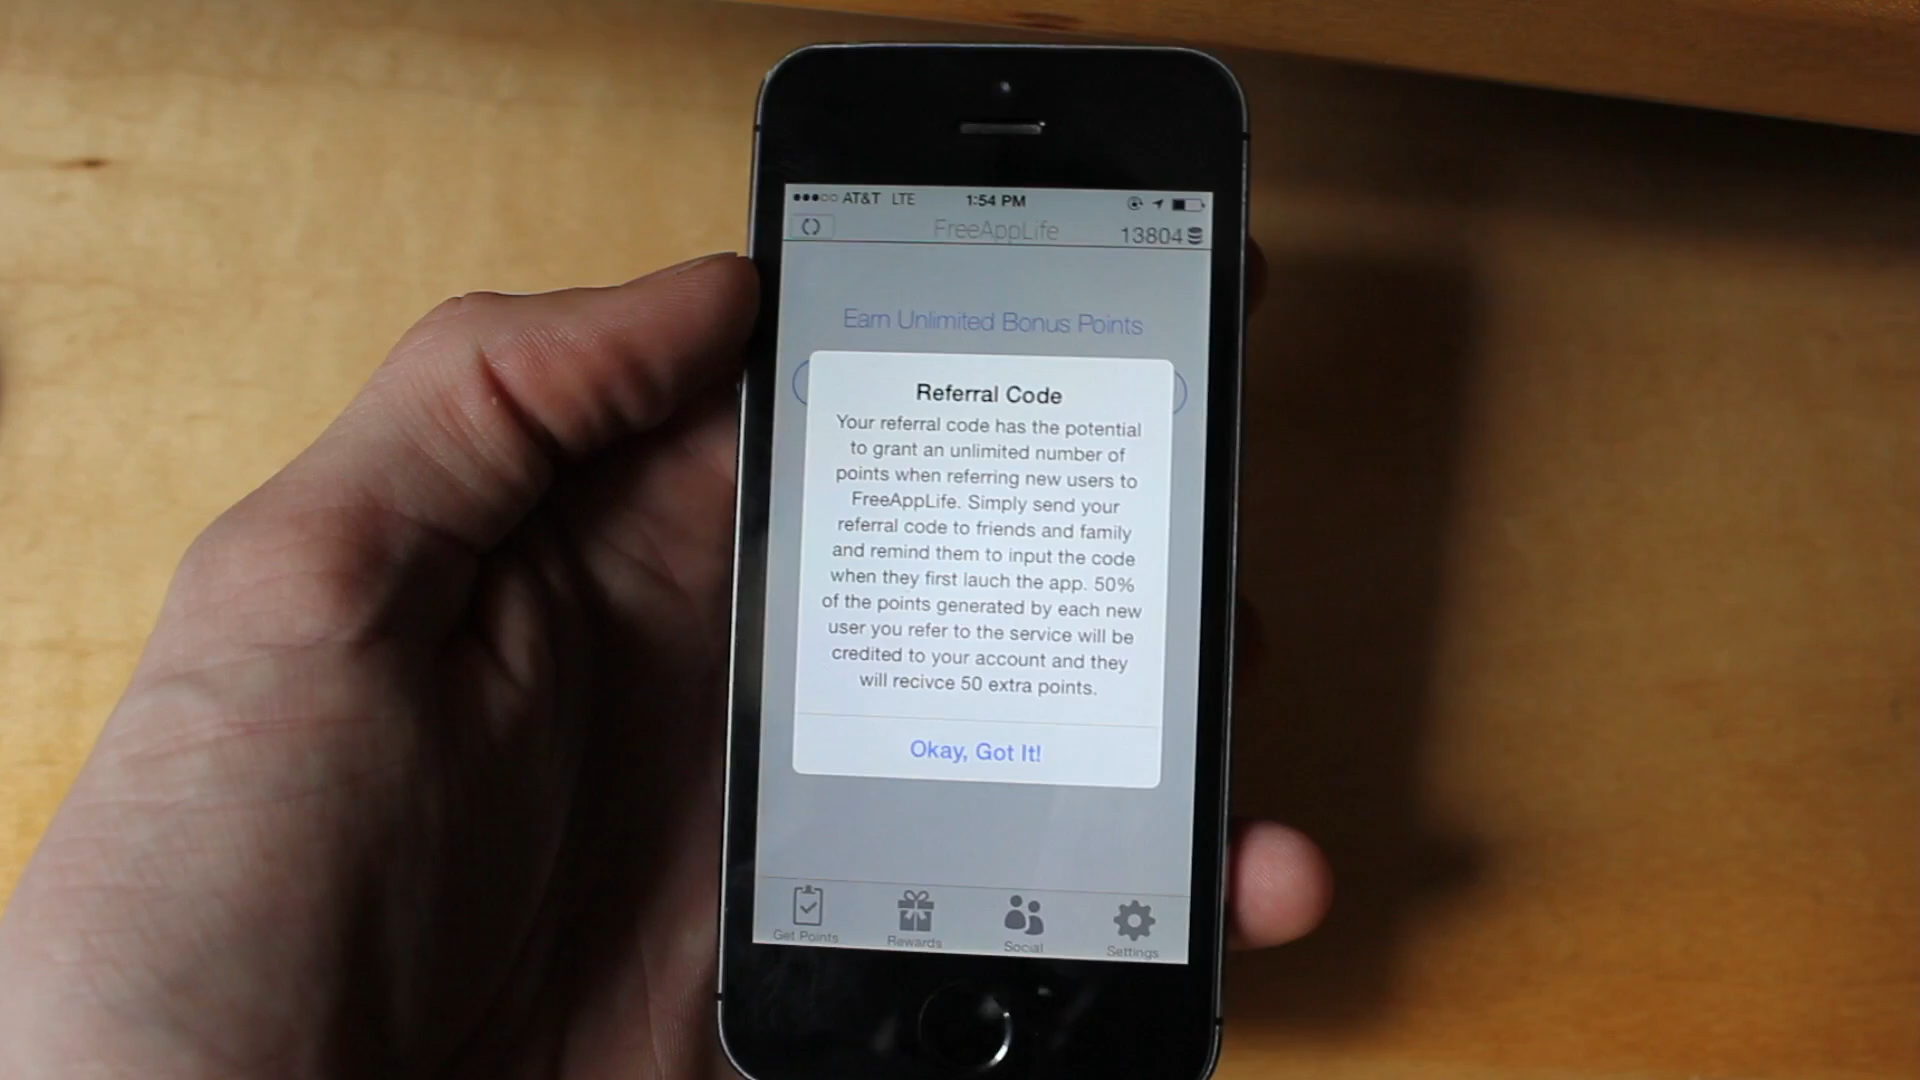 AT&T LTE 1:54 PM
FreeAppLife 13804
Earn Unlimited Bonus Points
Referral Code
Your referral code has the potential
to grant an unlimited number of
points when referring new users to
FreeAppLife. Simply send your
referral code to friends and family
and remind them to input the code
when they first lauch the app. 50%
of the points generated by each new
user you refer to the service will be
credited to your account and they
will recivce 50 extra points.
Okay, Got It!
Get Points Rewards Social Settings